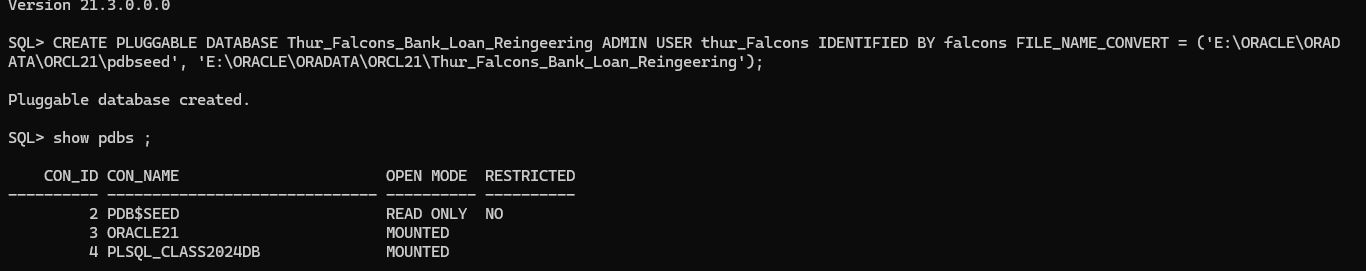 Version 21.3.0.0.0
SQL> CREATE PLUGGABLE DATABASE Thur_Falcons_Bank_Loan_Reingeering ADMIN USER thur_Falcons IDENTIFIED BY falcons FILE_NAME_CONVERT = ('E:\ORACLE\ORAD
ATA\ORCL21\pdbseed', 'E:\ORACLE\ORADATA\ORCL21\Thur_Falcons_Bank_Loan_Reingeering');
Pluggable database created.
SQL> show pdbs ;
CON_ID CON_NAME                       OPEN MODE  RESTRICTED
---------- ------------------------------ ---------- ----------
2 PDB$SEED                       READ ONLY  NO
3 ORACLE21                       MOUNTED
4 PLSQL_CLASS2024DB              MOUNTED